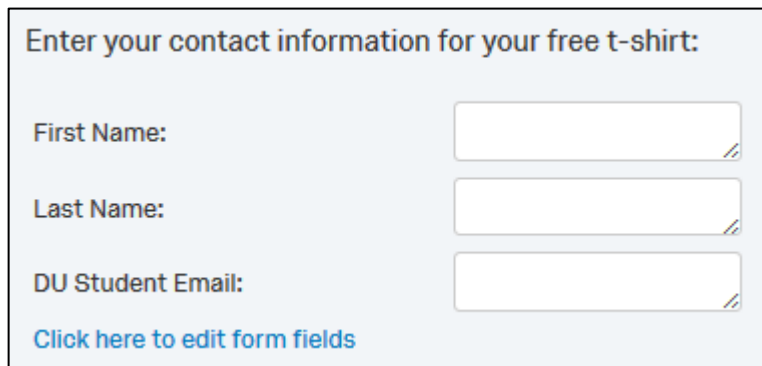 Enter your contact information for your free t-shirt:
First Name:
Last Name:
DU Student Email:
Click here to edit form fields